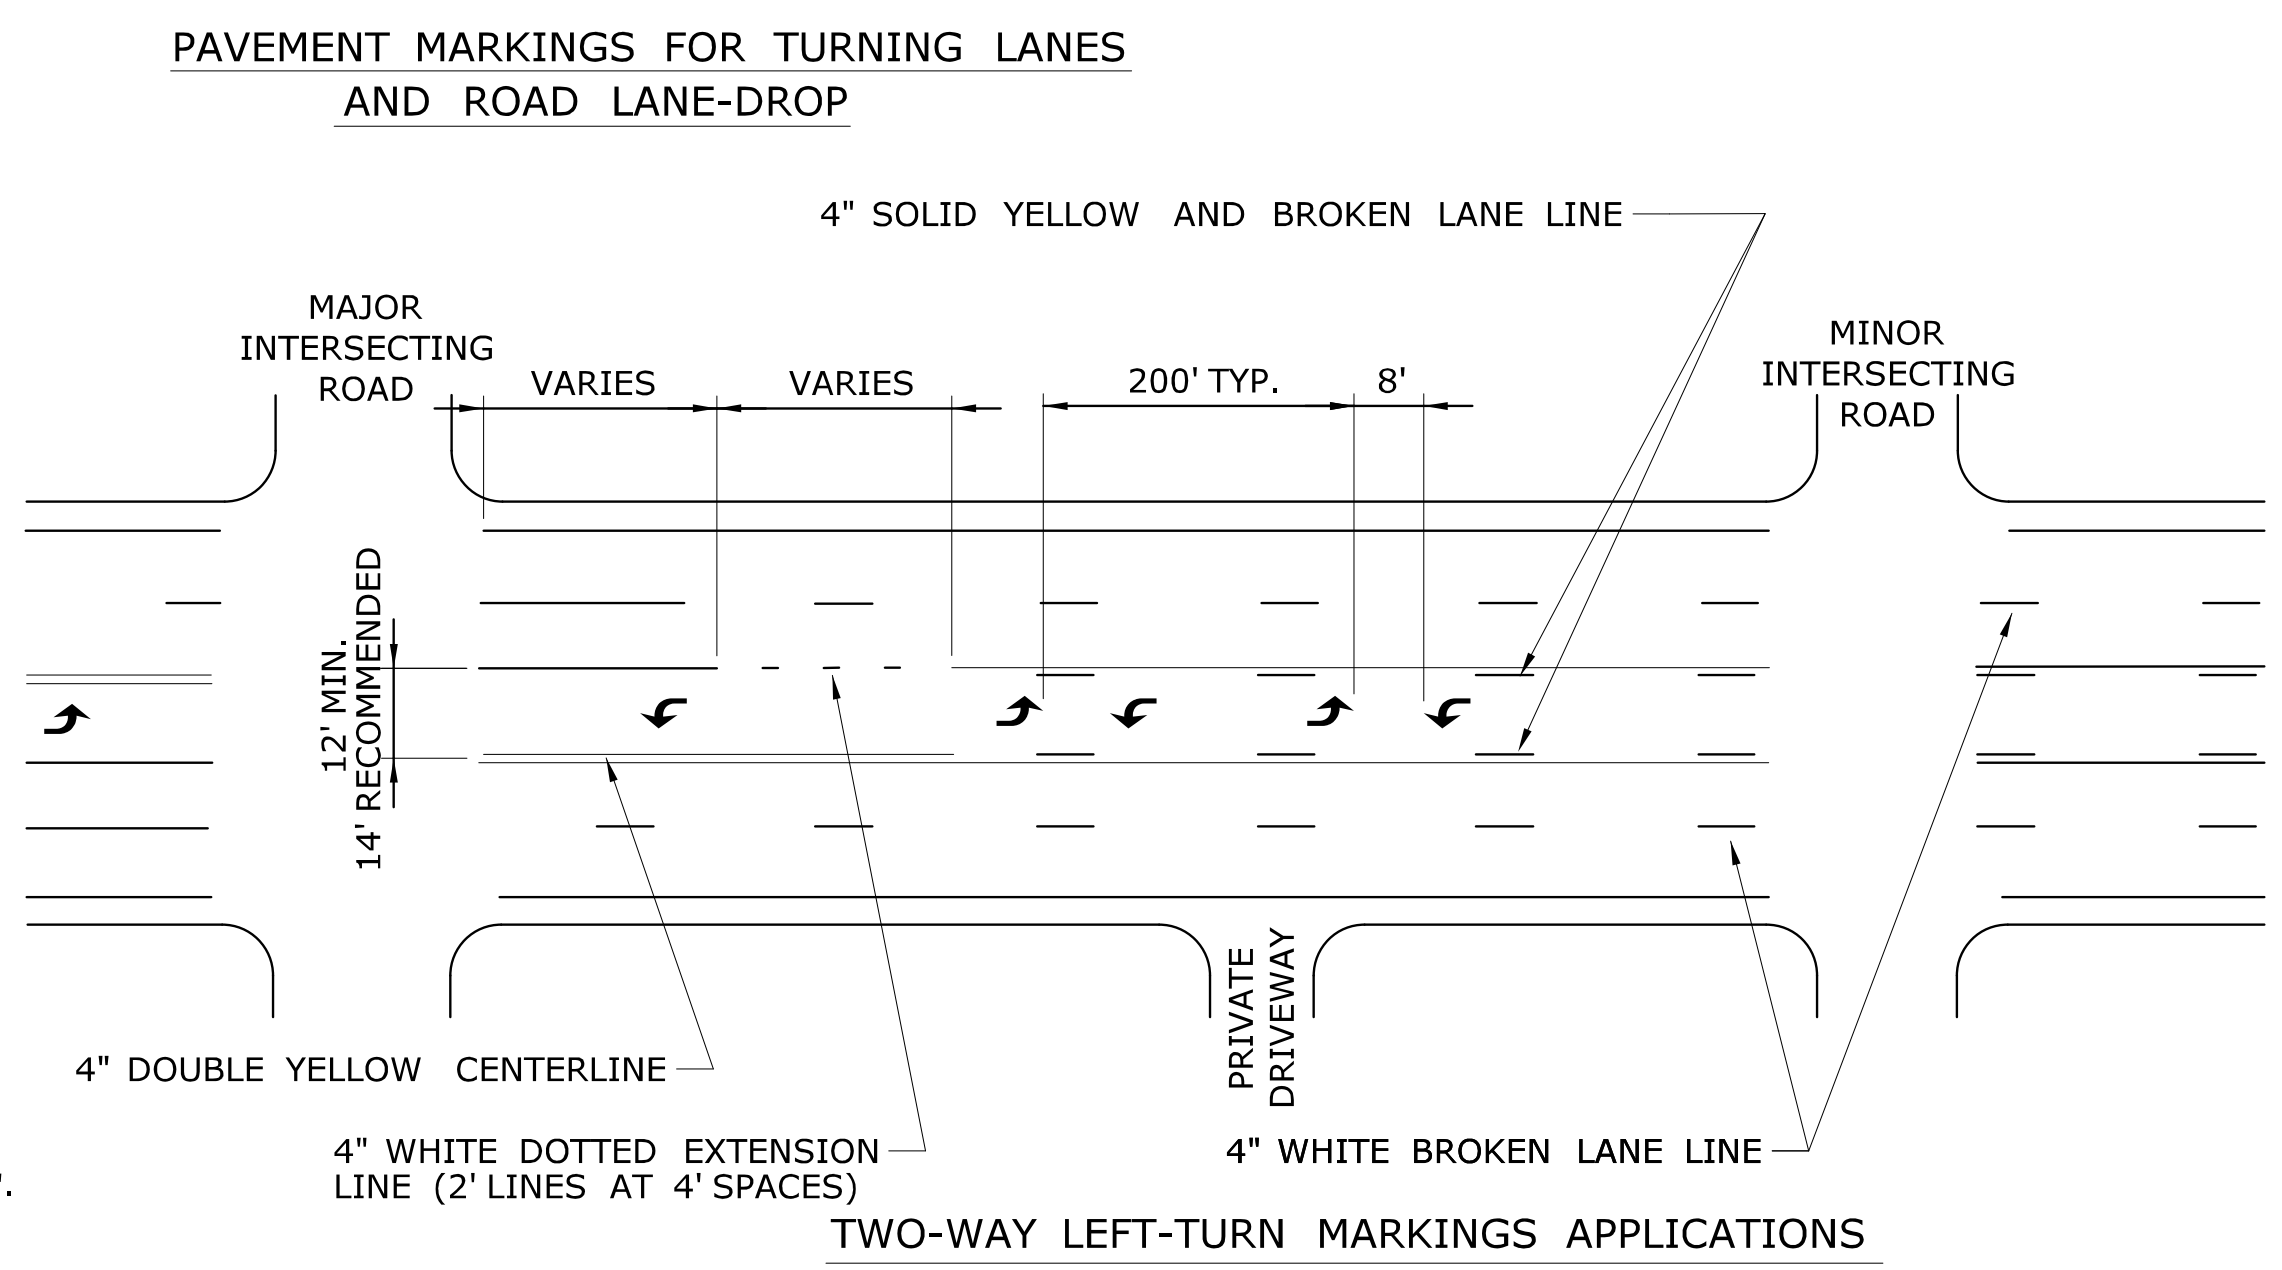 PAVEMENT MARKINGS FOR TURNING LANES
AND ROAD LANE-DROP
4" SOLID YELLOW AND BROKEN LANE LINE
MAJOR
INTERSECTING
ROAD
VARIES
VARIES
200' TYP.
8'
MINOR
INTERSECTING
ROAD
12' MIN.
14' RECOMMENDED
4" DOUBLE YELLOW CENTERLINE
PRIVATE
DRIVEWAY
4" WHITE DOTTED EXTENSION
LINE (2' LINES AT 4' SPACES)
4" WHITE BROKEN LANE LINE
TWO-WAY LEFT-TURN MARKINGS APPLICATIONS